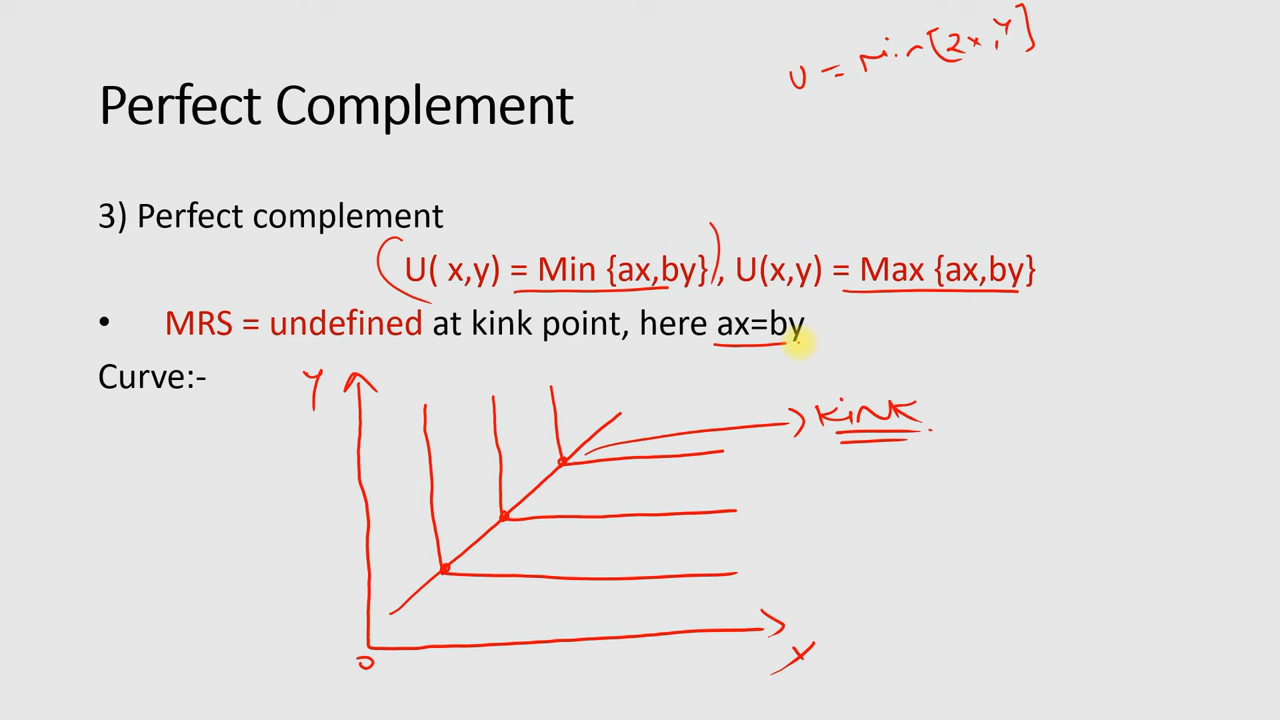 U = Min[2x, y]
Perfect Complement
3) Perfect complement
U( x,y) = Min {ax,by} , U(x,y) = Max {ax,by}
• MRS = undefined at kink point, here ax=by
Curve:-
Y
KINK
X
0